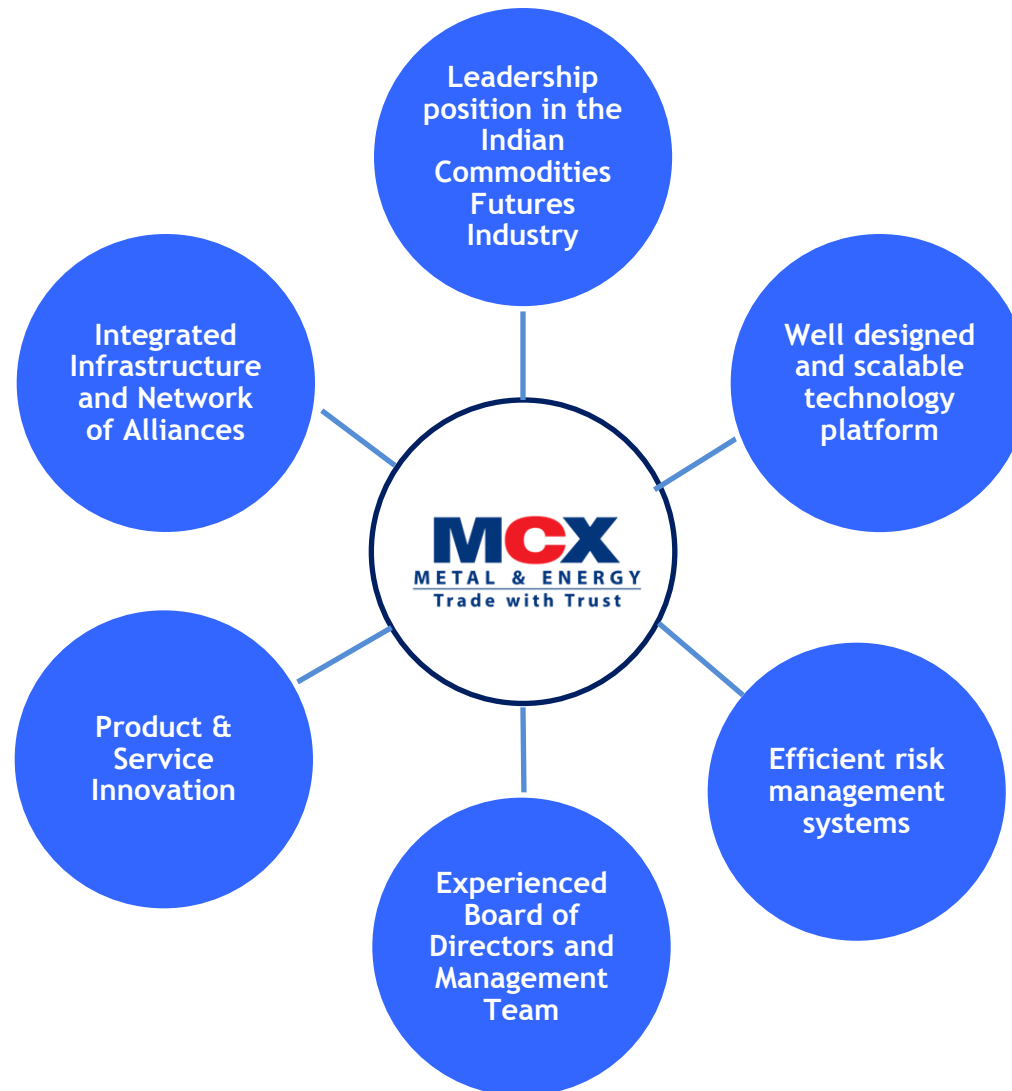 Leadership
position in the
Indian
Commodities
Futures
Industry
Integrated
Infrastructure
and Network
of Alliances
Well designed
and scalable
technology
platform
MCX
METAL & ENERGY
Trade with Trust
Product &
Service
Innovation
Efficient risk
management
systems
Experienced
Board of
Directors and
Management
Team